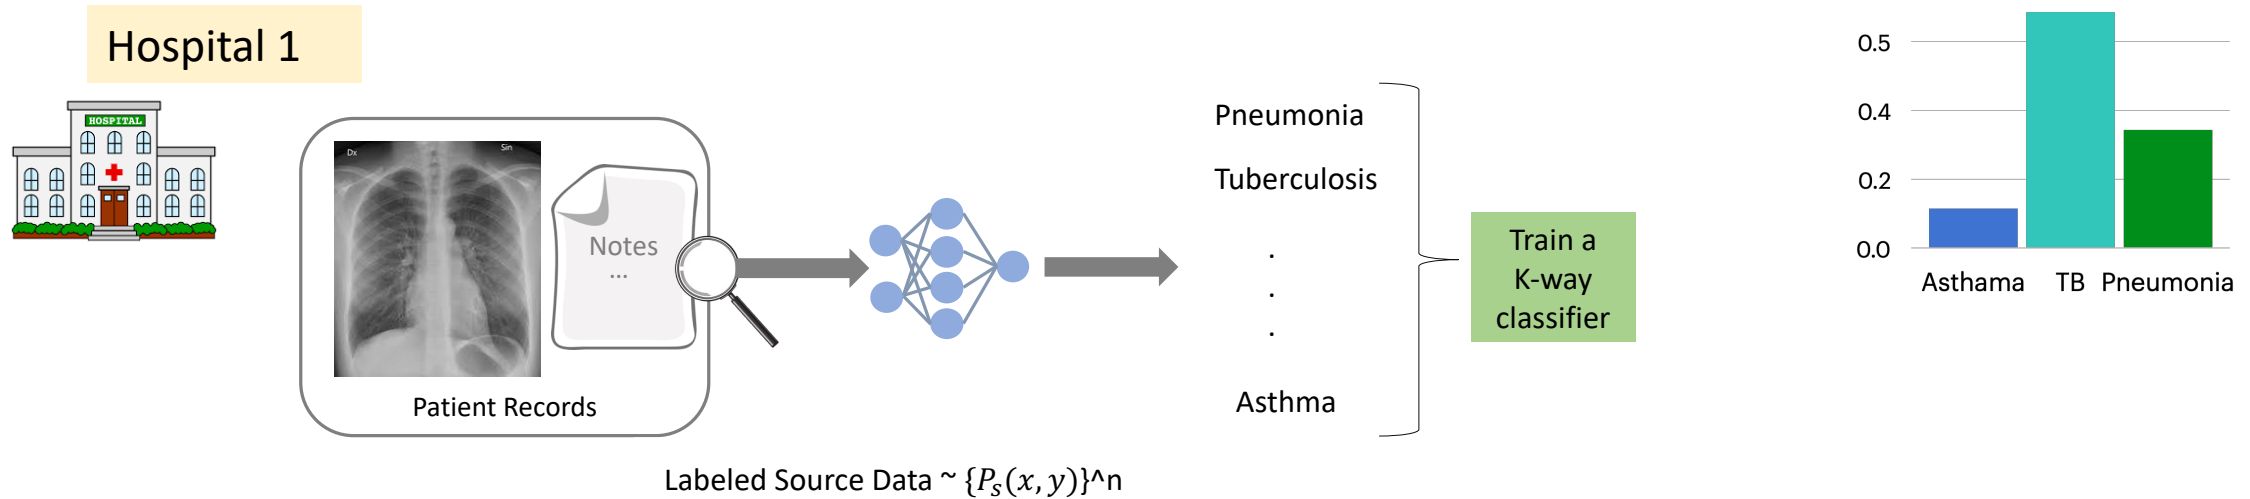 Hospital 1
HOSPITAL
Dx
Sin
Notes
...
Patient Records
Pneumonia
Tuberculosis
.
.
.
Asthma
Train a
K-way
classifier
0.5
0.4
0.2
0.0
Asthama TB Pneumonia
Labeled Source Data ~ {𝑃ₛ(𝑥, 𝑦)}^n